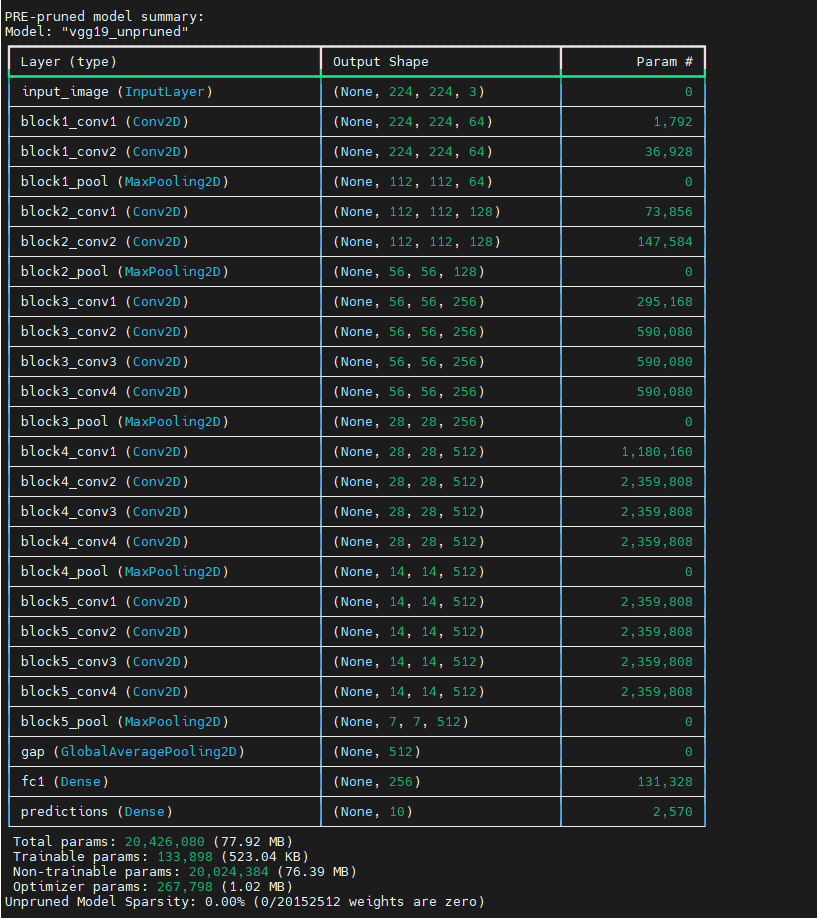 PRE-pruned model summary:
Model: "vgg19_unpruned"
Layer (type) Output Shape Param #
input_image (InputLayer) (None, 224, 224, 3) 0
block1_conv1 (Conv2D) (None, 224, 224, 64) 1,792
block1_conv2 (Conv2D) (None, 224, 224, 64) 36,928
block1_pool (MaxPooling2D) (None, 112, 112, 64) 0
block2_conv1 (Conv2D) (None, 112, 112, 128) 73,856
block2_conv2 (Conv2D) (None, 112, 112, 128) 147,584
block2_pool (MaxPooling2D) (None, 56, 56, 128) 0
block3_conv1 (Conv2D) (None, 56, 56, 256) 295,168
block3_conv2 (Conv2D) (None, 56, 56, 256) 590,080
block3_conv3 (Conv2D) (None, 56, 56, 256) 590,080
block3_conv4 (Conv2D) (None, 56, 56, 256) 590,080
block3_pool (MaxPooling2D) (None, 28, 28, 256) 0
block4_conv1 (Conv2D) (None, 28, 28, 512) 1,180,160
block4_conv2 (Conv2D) (None, 28, 28, 512) 2,359,808
block4_conv3 (Conv2D) (None, 28, 28, 512) 2,359,808
block4_conv4 (Conv2D) (None, 28, 28, 512) 2,359,808
block4_pool (MaxPooling2D) (None, 14, 14, 512) 0
block5_conv1 (Conv2D) (None, 14, 14, 512) 2,359,808
block5_conv2 (Conv2D) (None, 14, 14, 512) 2,359,808
block5_conv3 (Conv2D) (None, 14, 14, 512) 2,359,808
block5_conv4 (Conv2D) (None, 14, 14, 512) 2,359,808
block5_pool (MaxPooling2D) (None, 7, 7, 512) 0
gap (GlobalAveragePooling2D) (None, 512) 0
fc1 (Dense) (None, 256) 131,328
predictions (Dense) (None, 10) 2,570
Total params: 20,426,080 (77.92 MB)
Trainable params: 133,898 (523.04 KB)
Non-trainable params: 20,024,384 (76.39 MB)
Optimizer params: 267,798 (1.02 MB)
Unpruned Model Sparsity: 0.00% (0/20152512 weights are zero)